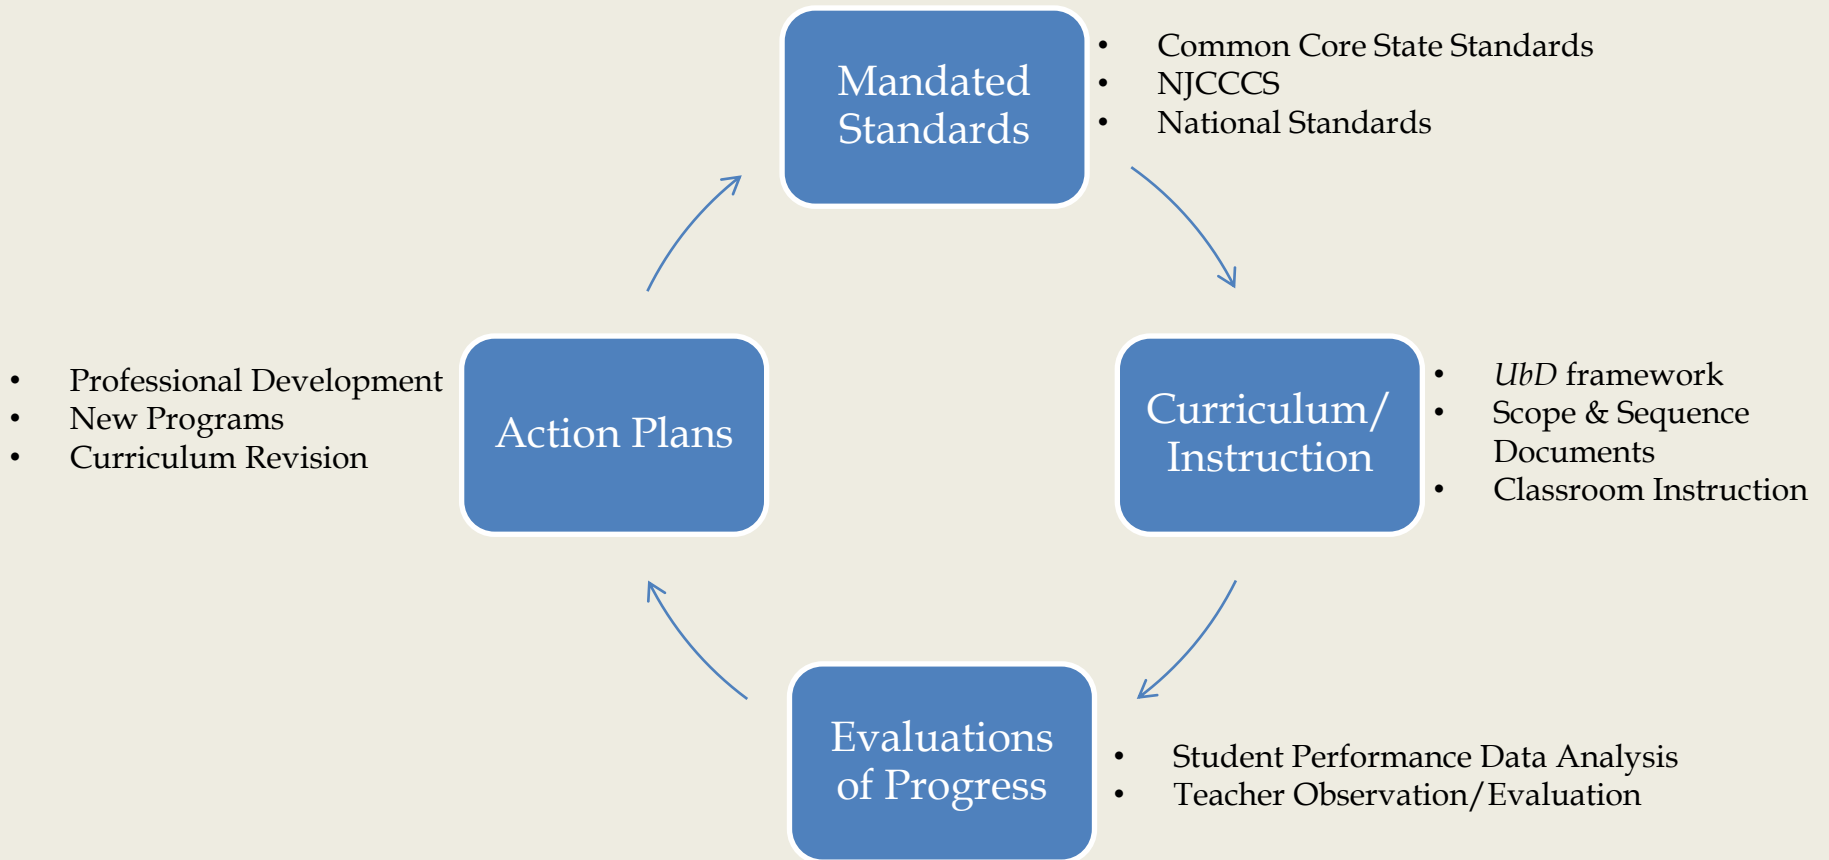 Mandated
Standards
• Common Core State Standards
• NJCCCS
• National Standards
Curriculum/
Instruction
• UbD framework
• Scope & Sequence
Documents
• Classroom Instruction
Evaluations
of Progress
• Student Performance Data Analysis
• Teacher Observation/Evaluation
Action Plans
• Professional Development
• New Programs
• Curriculum Revision